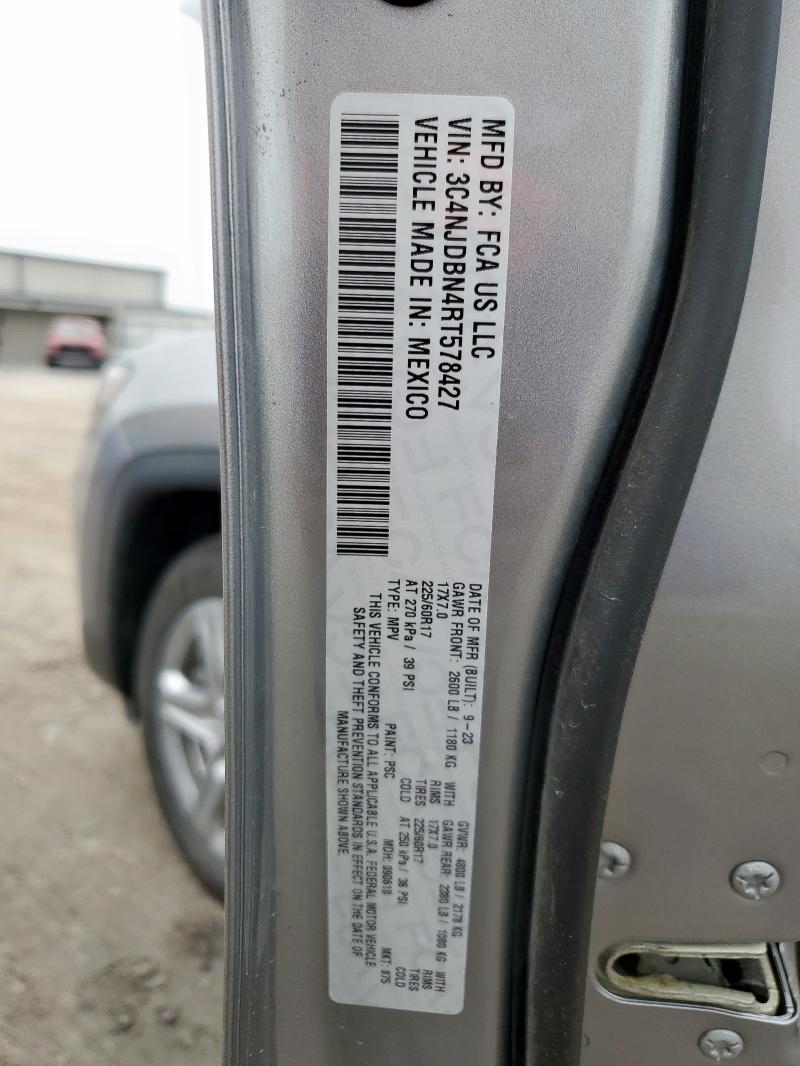 MFD BY: FCA US LLC
VIN: 3C4NJDBN4RT578427
VEHICLE MADE IN: MEXICO
DATE OF MFR (BUILT): 9-23 GVWR: 4800 LB / 2178 KG
GAWR FRONT: 2600 LB / 1180 KG WITH GAWR REAR: 2380 LB / 1080 KG WITH
17X7.0 RIMS 17X7.0 RIMS
225/60R17 TIRES 225/60R17 TIRES
AT 270 kPa / 39 PSI COLD AT 250 kPa / 36 PSI COLD
TYPE: MPV PAINT: PSC MDH: 090618 MKT: 875
THIS VEHICLE CONFORMS TO ALL APPLICABLE U.S.A. FEDERAL MOTOR VEHICLE
SAFETY AND THEFT PREVENTION STANDARDS IN EFFECT ON THE DATE OF
MANUFACTURE SHOWN ABOVE.